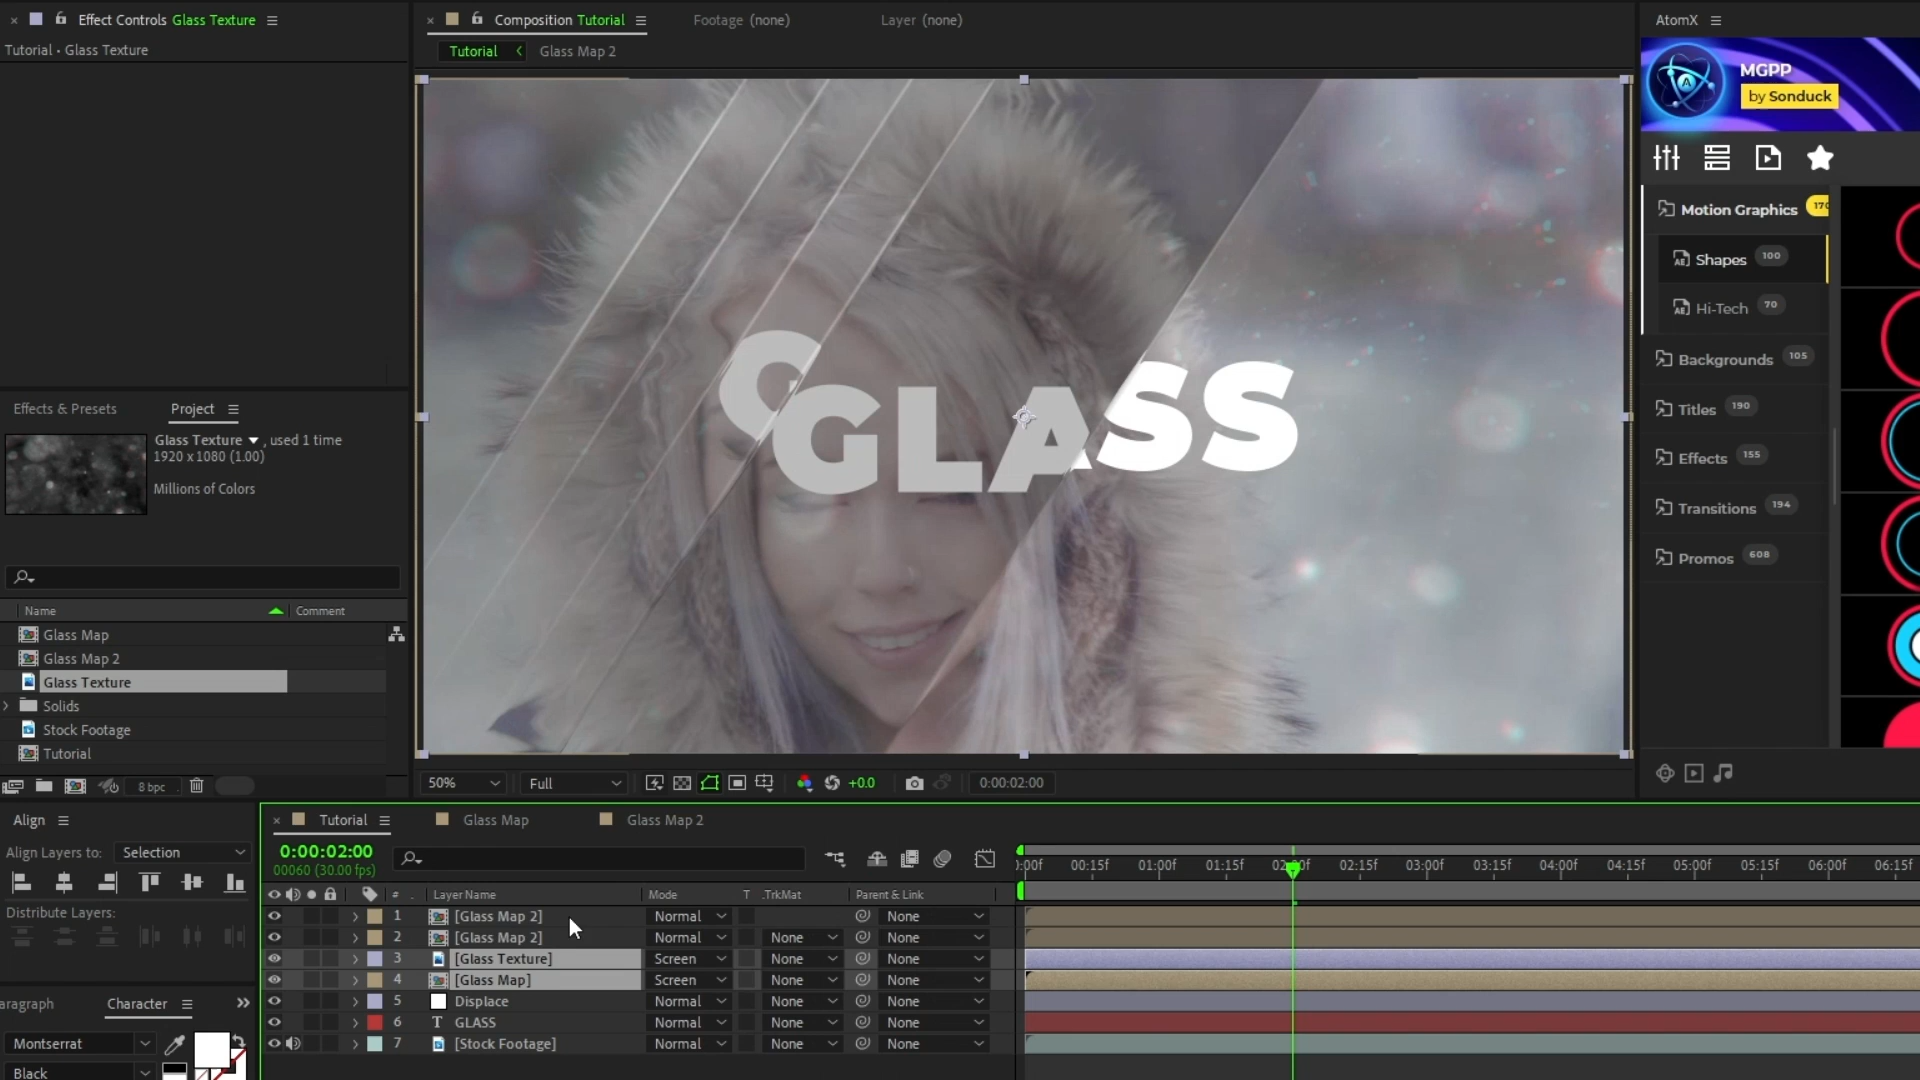 Effect Controls Glass Texture
Tutorial • Glass Texture
Composition Tutorial
Footage (none)
Layer (none)
Tutorial
Glass Map 2
GLASS
AtomX
MGPP
by Sonduck
Motion Graphics
Shapes 100
Hi-Tech 70
Backgrounds 105
Titles 190
Effects 155
Transitions 194
Promos 608
Effects & Presets
Project
Glass Texture , used 1 time
1920 x 1080 (1.00)
Millions of Colors
Name Comment
Glass Map
Glass Map 2
Glass Texture
Solids
Stock Footage
Tutorial
8 bpc
50% Full +0.0 0:00:02:00
Align
Align Layers to: Selection
Distribute Layers:
aragraph Character
Montserrat
Black
Tutorial Glass Map Glass Map 2
0:00:02:00
00060 (30.00 fps)
# Layer Name Mode T .TrkMat Parent & Link
:00f 00:15f 01:00f 01:15f 02:00f 02:15f 03:00f 03:15f 04:00f 04:15f 05:00f 05:15f 06:00f 06:15f
1 [Glass Map 2] Normal None
2 [Glass Map 2] Normal None None
3 [Glass Texture] Screen None None
4 [Glass Map] Screen None None
5 Displace Normal None None
6 T GLASS Normal None None
7 [Stock Footage] Normal None None